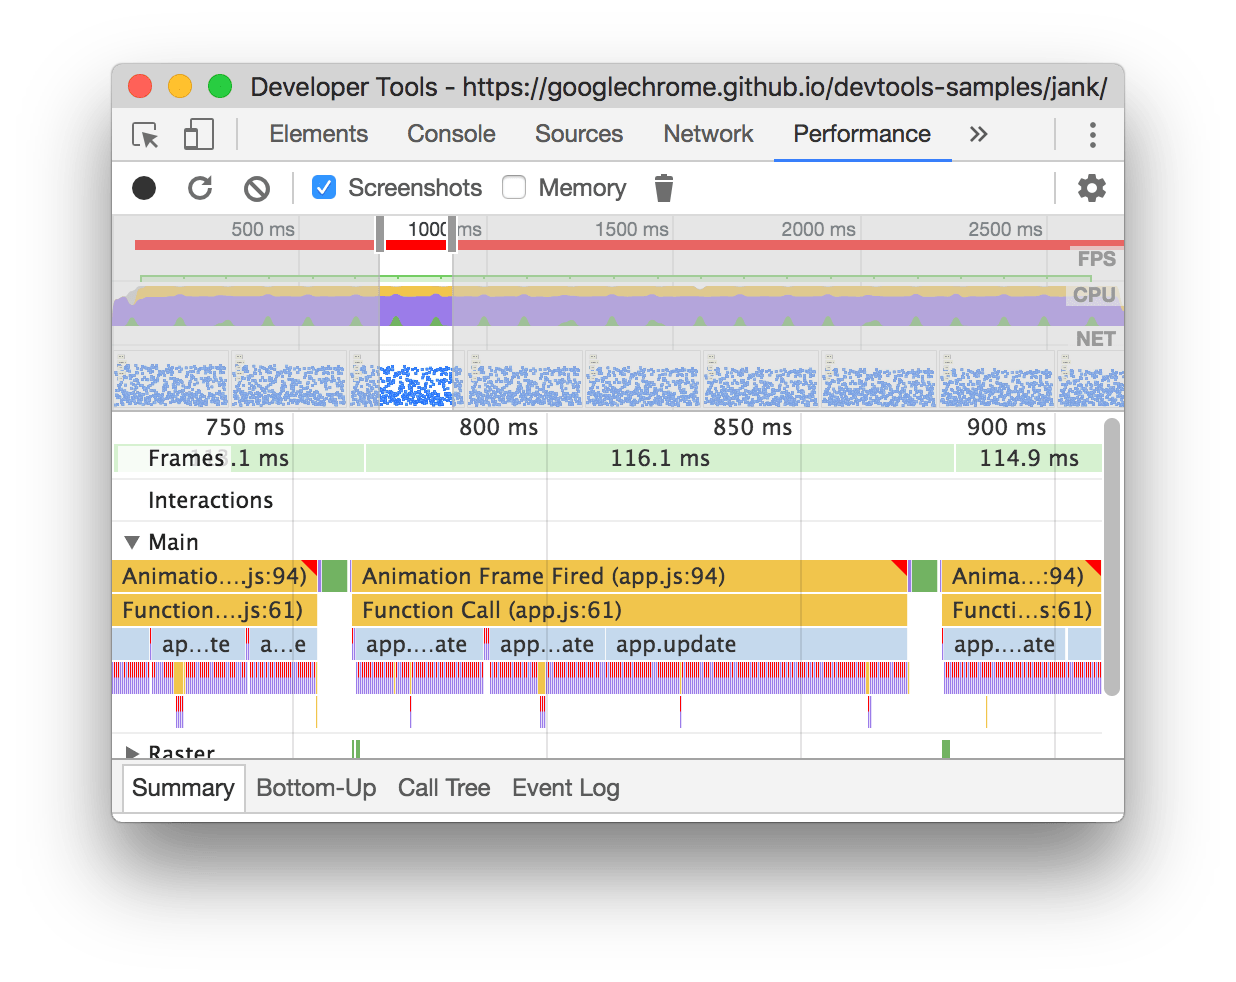 Developer Tools - https://googlechrome.github.io/devtools-samples/jank/
Elements Console Sources Network Performance »
Screenshots Memory
500 ms 1000 ms 1500 ms 2000 ms 2500 ms
FPS
CPU
NET
750 ms 800 ms 850 ms 900 ms
Frames .1 ms 116.1 ms 114.9 ms
Interactions
Main
Animatio....js:94) Animation Frame Fired (app.js:94) Anima...:94)
Function....js:61) Function Call (app.js:61) Functi...s:61)
ap...te a...e app....ate app...ate app.update app....ate
Raster
Summary Bottom-Up Call Tree Event Log